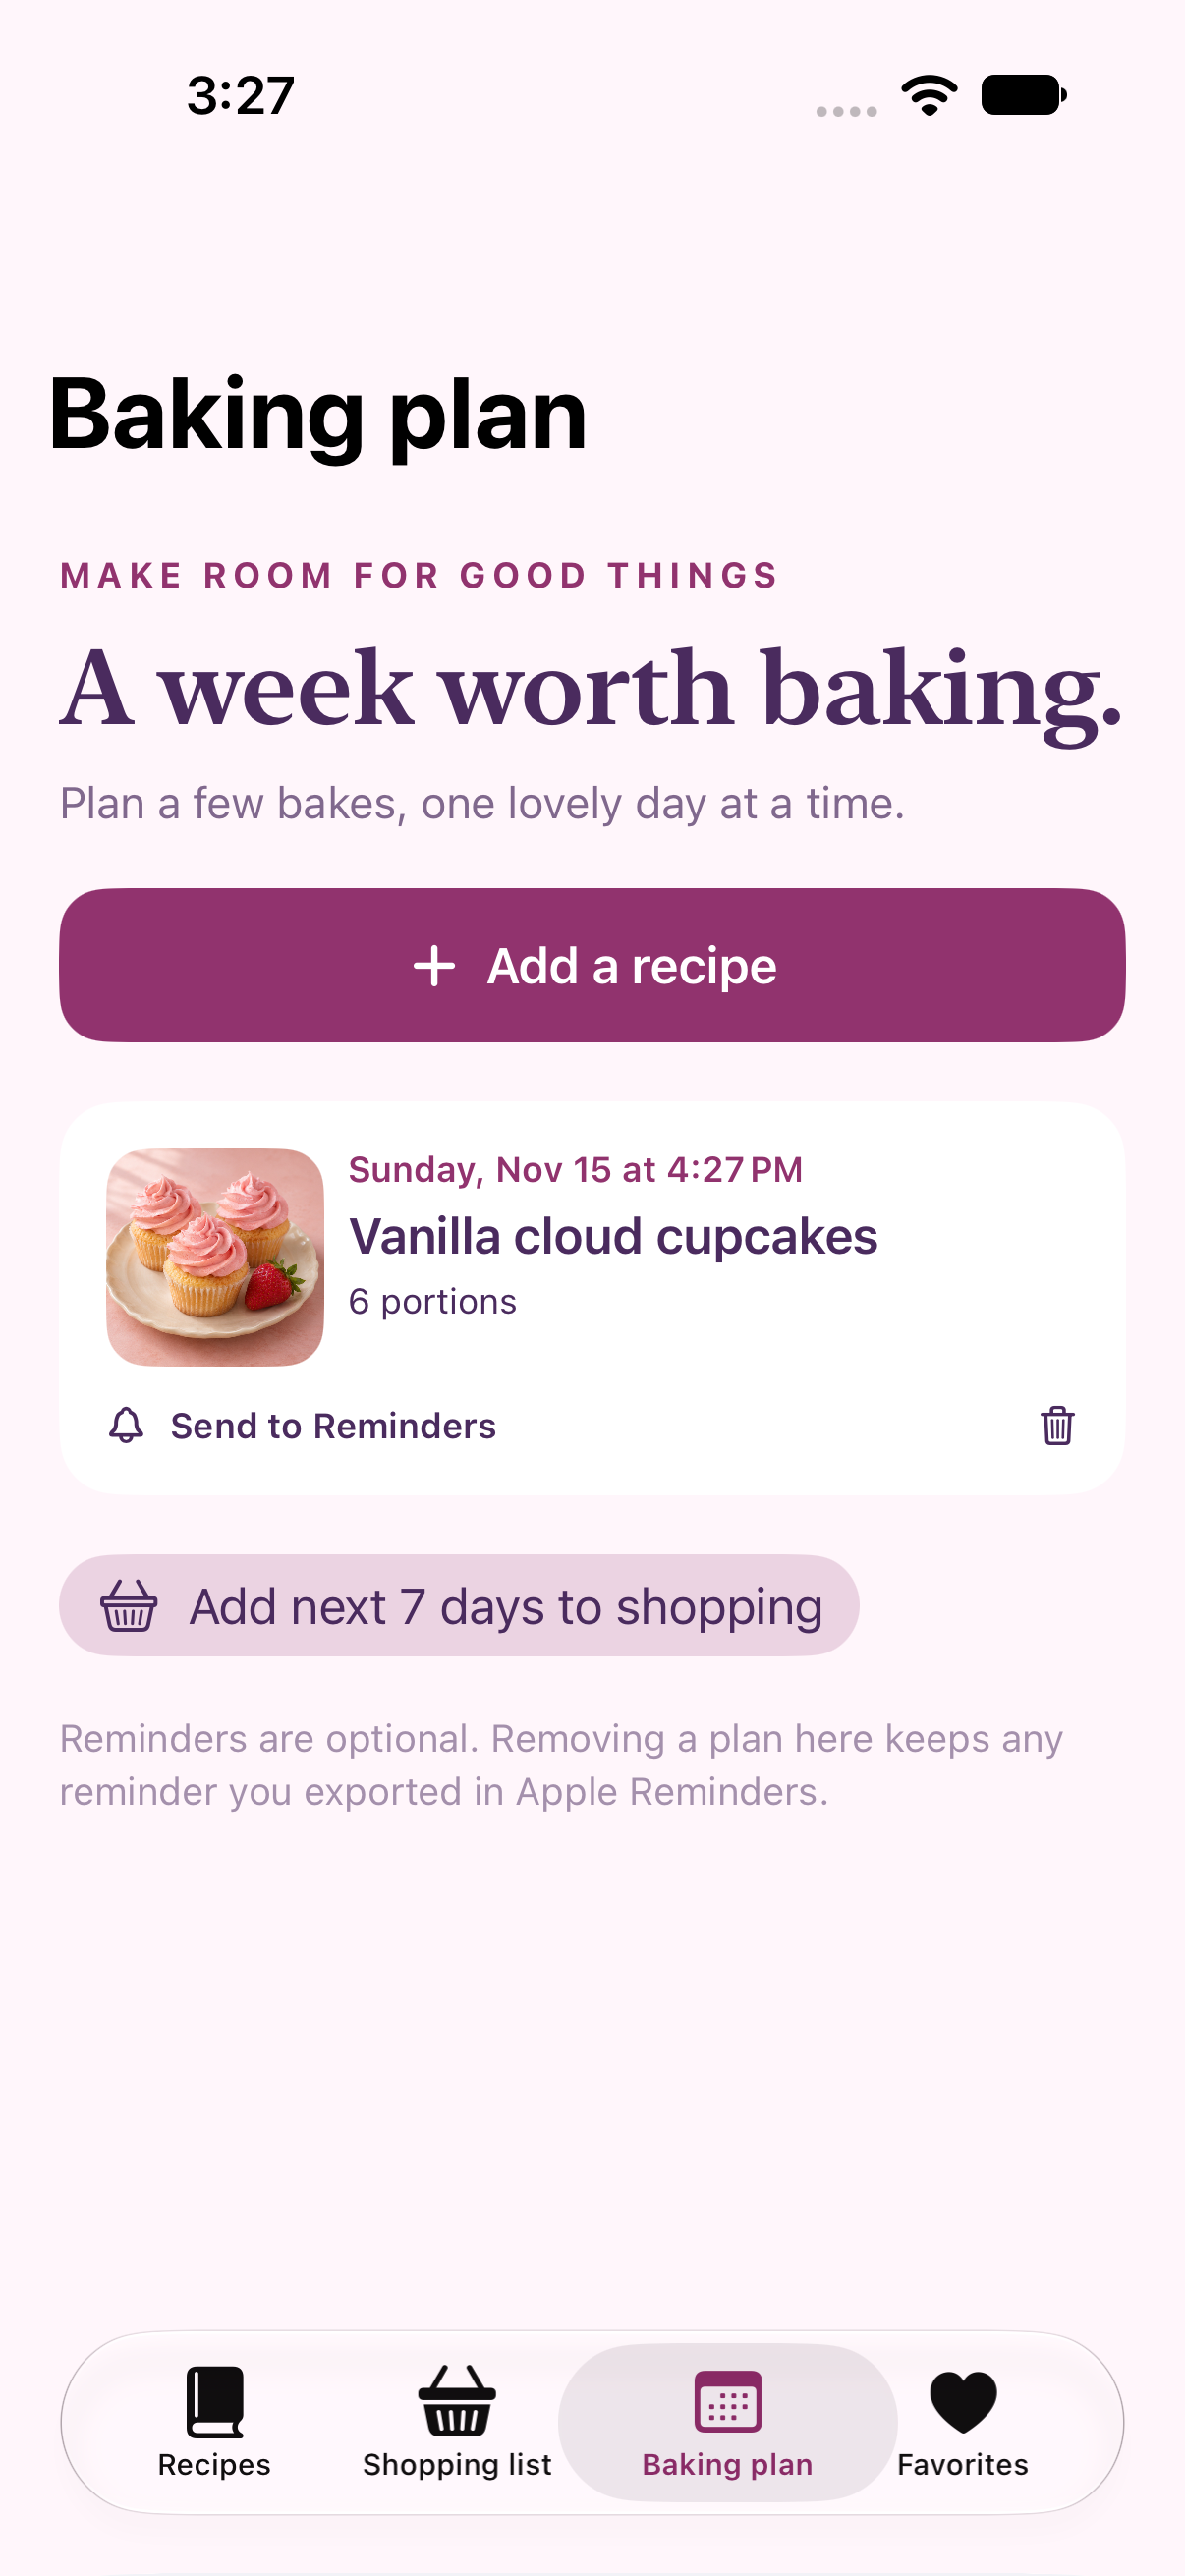 3:27
Baking plan
MAKE ROOM FOR GOOD THINGS
A week worth baking.
Plan a few bakes, one lovely day at a time.
Add a recipe
Sunday, Nov 15 at 4:27 PM
Vanilla cloud cupcakes
6 portions
Send to Reminders
Add next 7 days to shopping
Reminders are optional. Removing a plan here keeps any
reminder you exported in Apple Reminders.
Recipes
Shopping list
Baking plan
Favorites